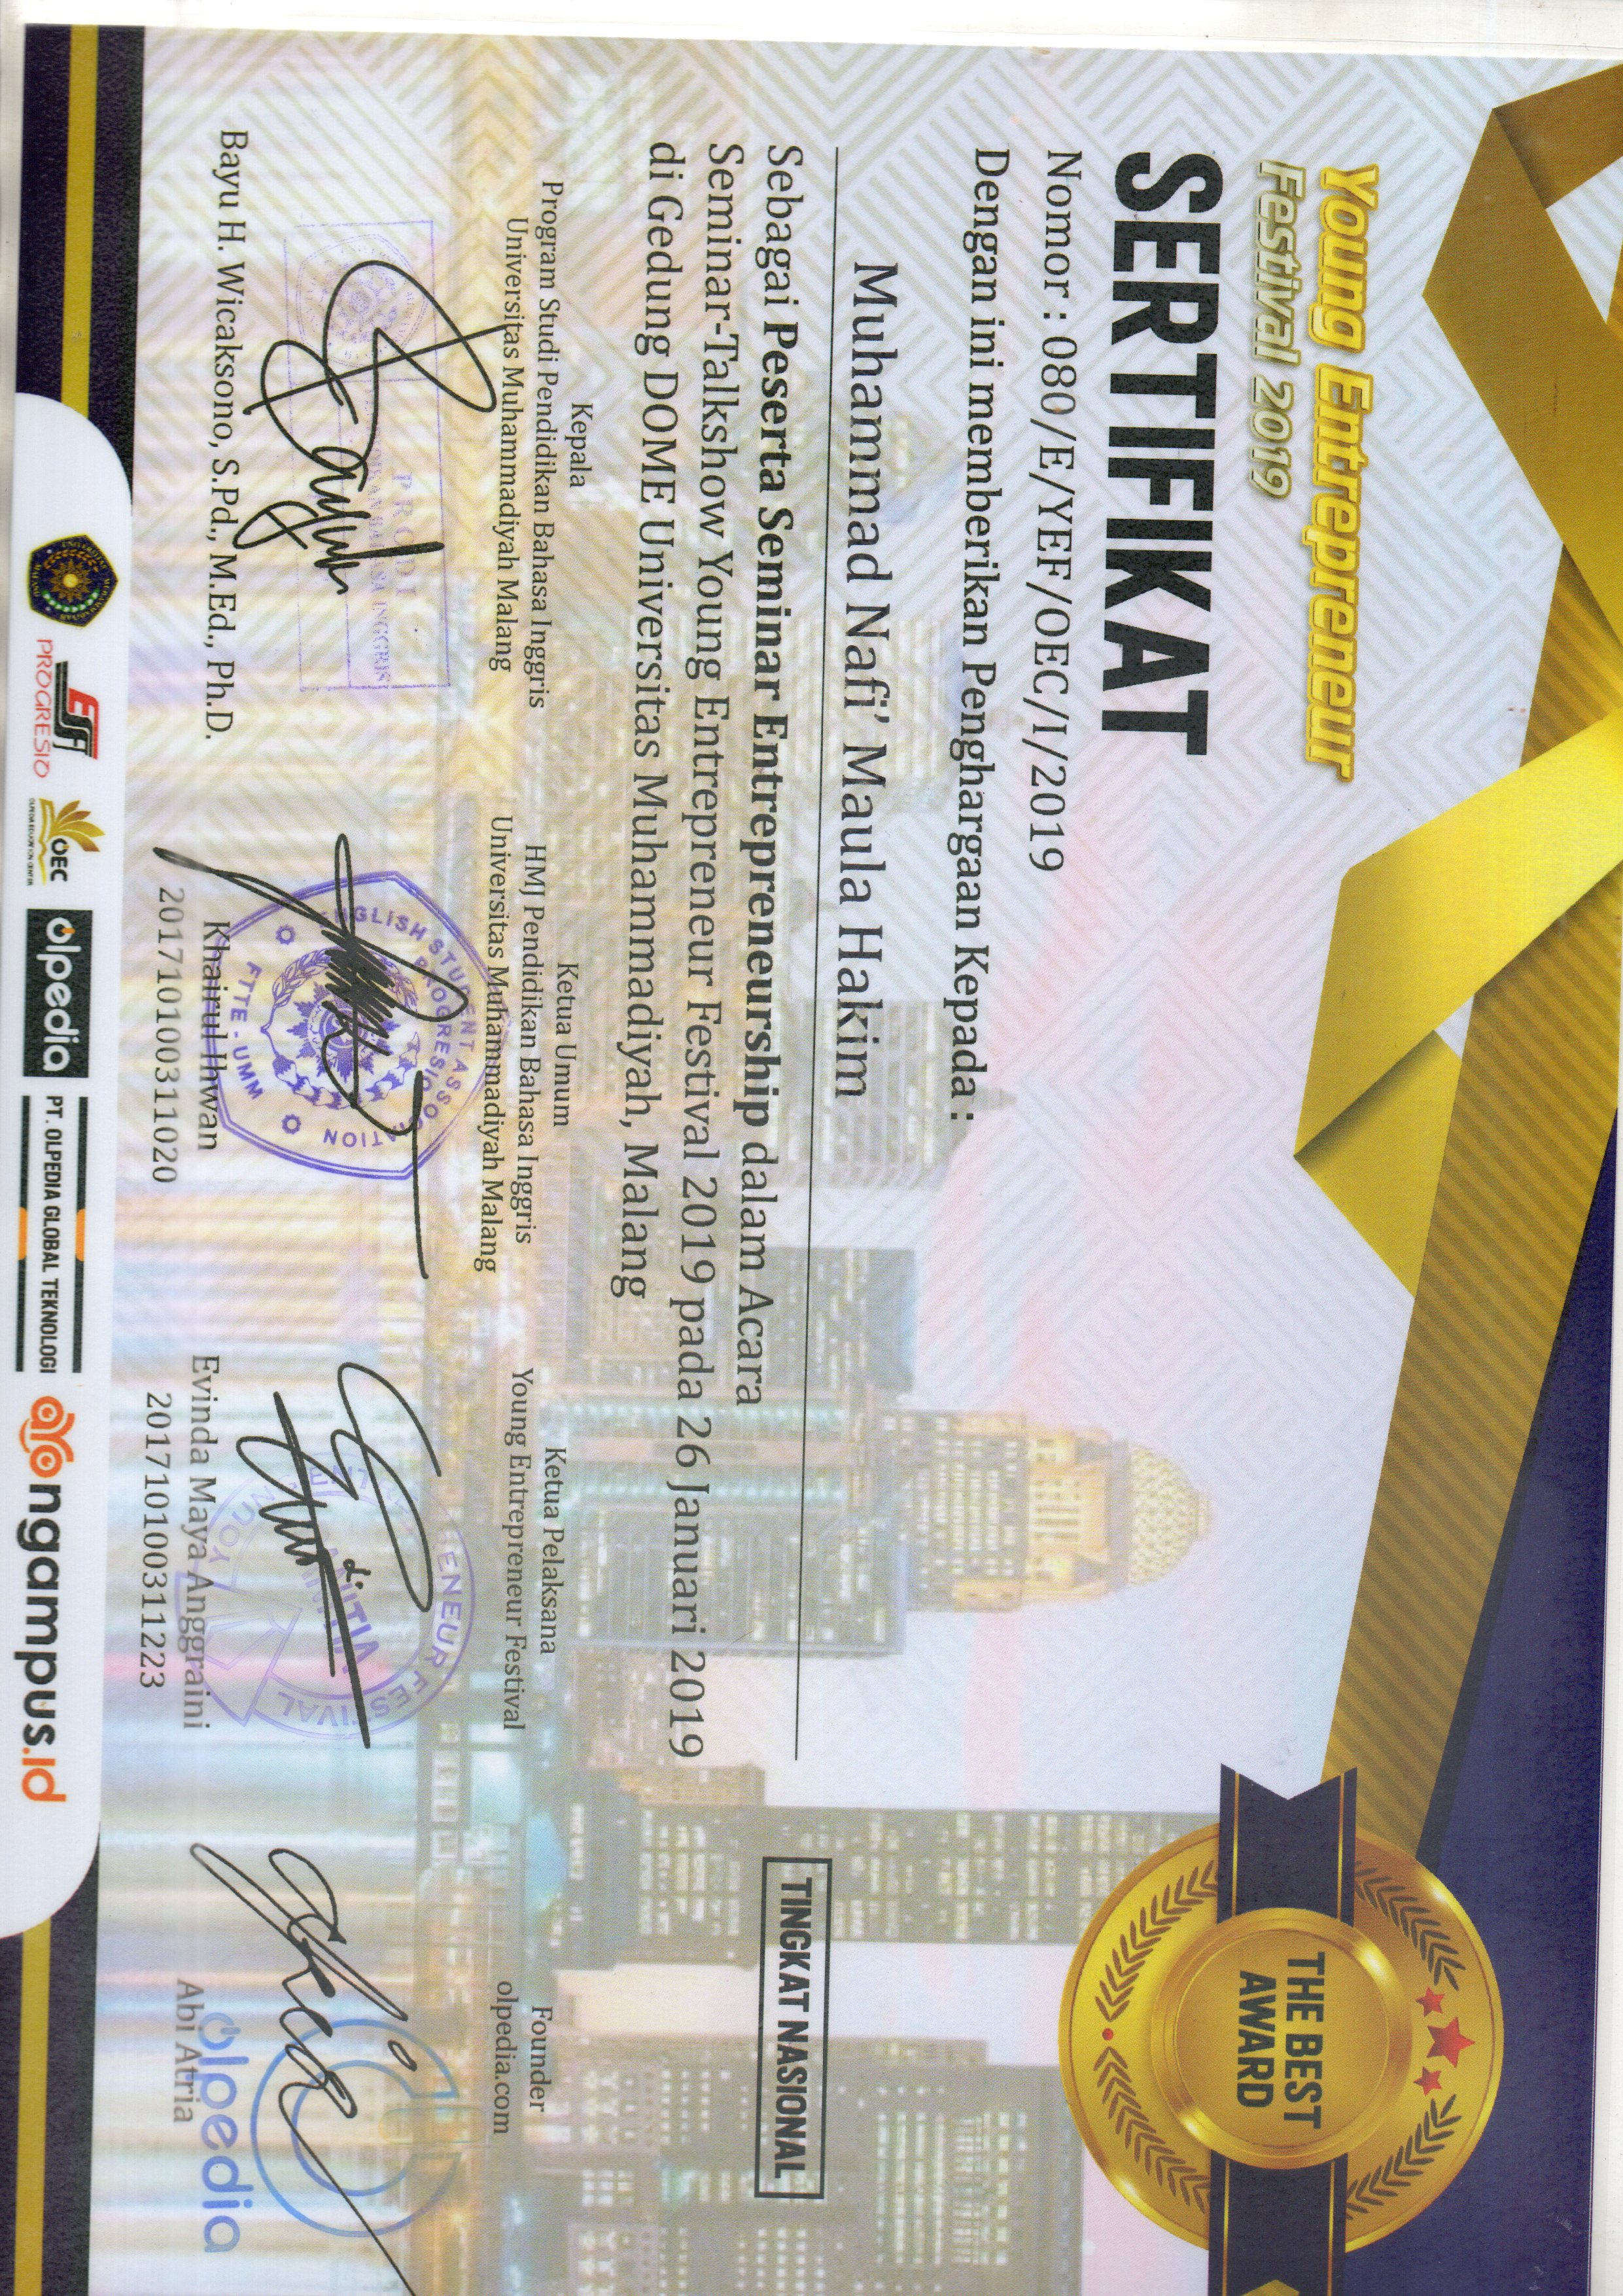 Young Entrepreneur
Festival 2019
THE BEST
AWARD
SERTIFIKAT
Nomor : 080/E/YEF/OEC/I/2019
Dengan ini memberikan Penghargaan Kepada :
Muhammad Nafi’ Maula Hakim
TINGKAT NASIONAL
Sebagai Peserta Seminar Entrepreneurship dalam Acara
Seminar-Talkshow Young Entrepreneur Festival 2019 pada 26 Januari 2019
di Gedung DOME Universitas Muhammadiyah, Malang
Kepala
Program Studi Pendidikan Bahasa Inggris
Universitas Muhammadiyah Malang
PRODI
PENDIDIKAN BAHASA INGGRIS
Bayu H. Wicaksono, S.Pd., M.Ed., Ph.D.
Ketua Umum
HMJ Pendidikan Bahasa Inggris
Universitas Muhammadiyah Malang
ENGLISH STUDENT ASSOCIATION
PROGRESIO
FTTE - UMM
Khairul Ihwan
201710100311020
Ketua Pelaksana
Young Entrepreneur Festival
PANITIA
Evinda Maya Anggraini
201710100311223
Founder
olpedia.com
olpedia
Abi Atria
ESA
PROGRESIO
OEC
OLPEDIA EDUCATION CENTER
olpedia
PT. OLPEDIA GLOBAL TEKNOLOGI
ayongampus.id